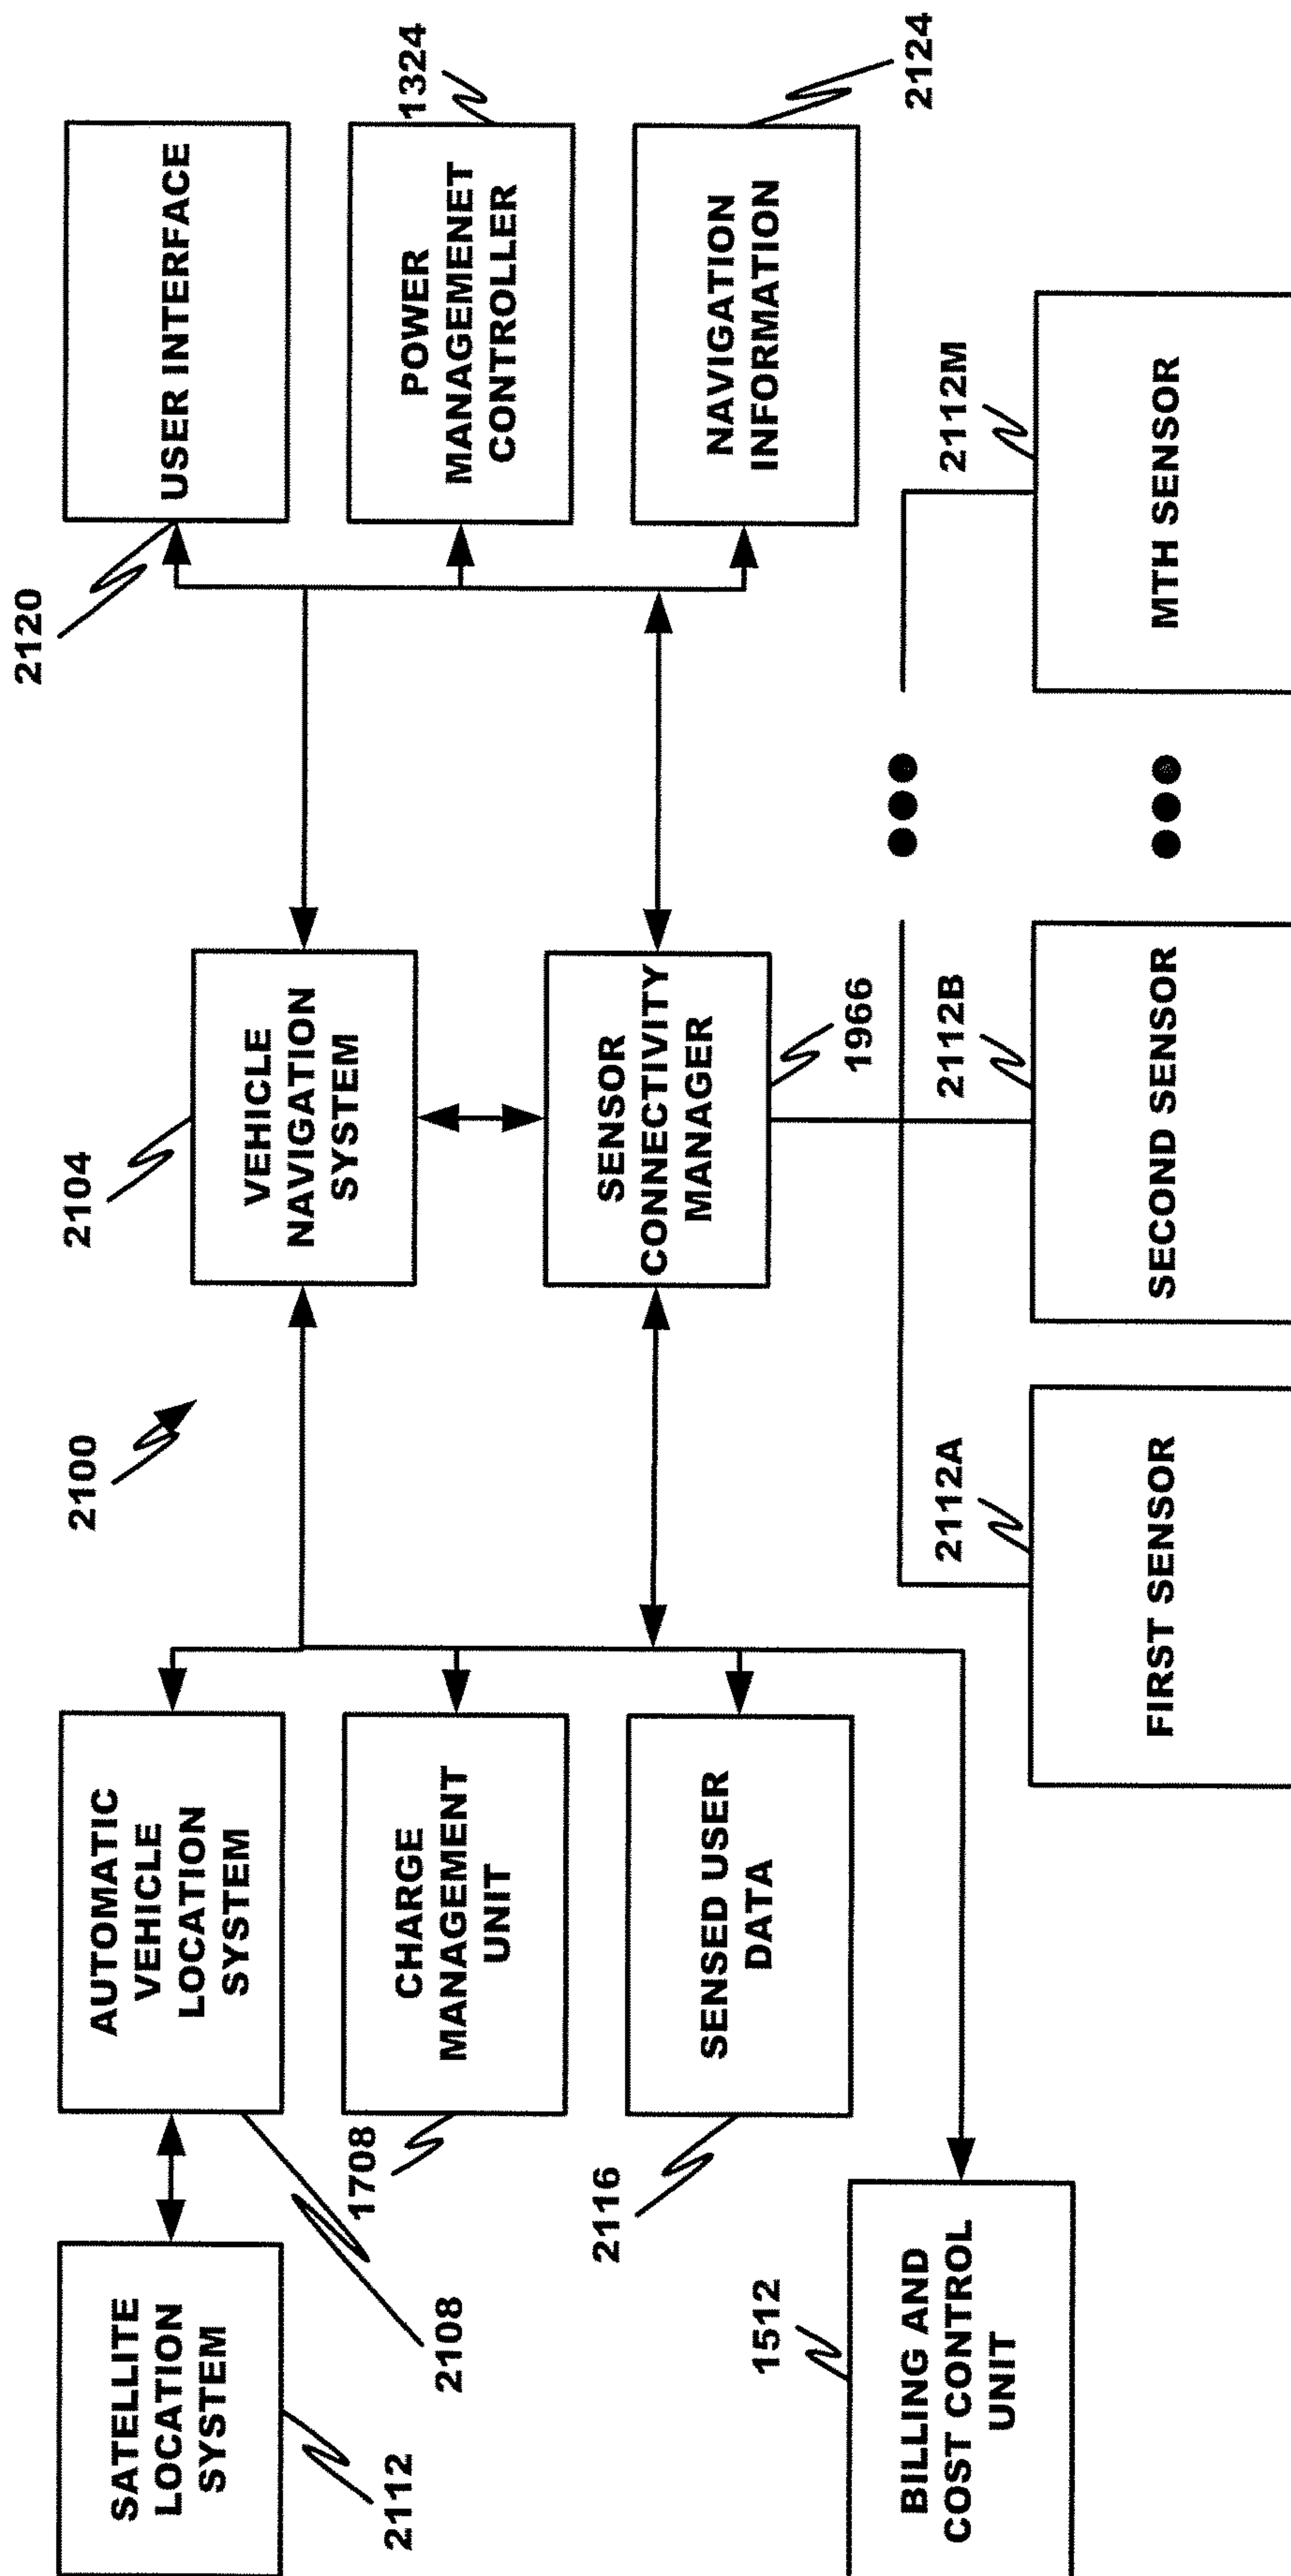 2100
SATELLITE
LOCATION
SYSTEM
2112
AUTOMATIC
VEHICLE
LOCATION
SYSTEM
2108
VEHICLE
NAVIGATION
SYSTEM
2104
USER INTERFACE
2120
CHARGE
MANAGEMENT
UNIT
1708
POWER
MANAGEMENET
CONTROLLER
1324
SENSED USER
DATA
2116
SENSOR
CONNECTIVITY
MANAGER
1966
NAVIGATION
INFORMATION
2124
BILLING AND
COST CONTROL
UNIT
1512
2112A
FIRST SENSOR
2112B
SECOND SENSOR
2112M
MTH SENSOR